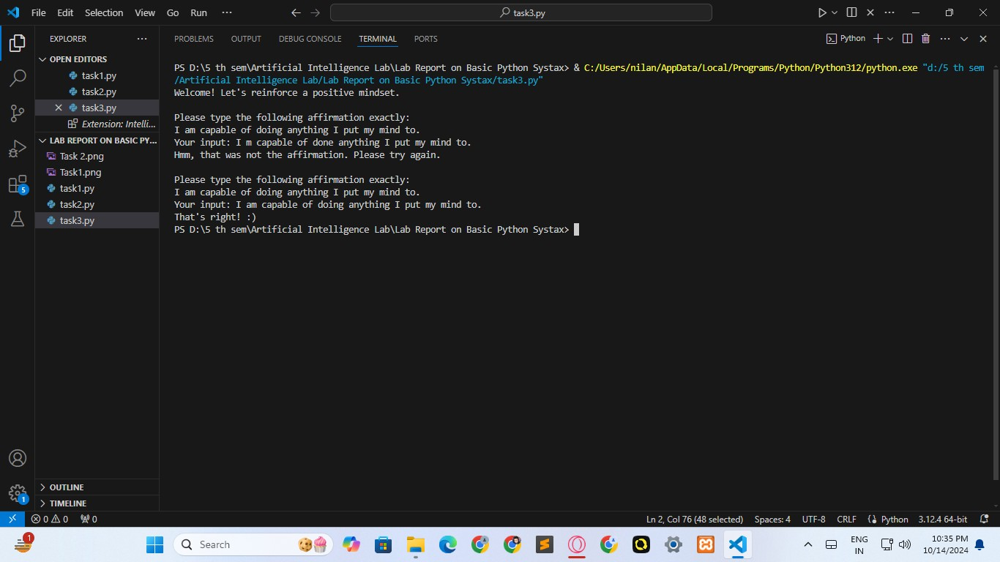 File Edit Selection View Go Run ··· task3.py
EXPLORER ···
OPEN EDITORS
task1.py
task2.py
task3.py
Extension: Intelli...
LAB REPORT ON BASIC PY...
Task 2.png
Task1.png
task1.py
task2.py
task3.py
OUTLINE
TIMELINE
5
1
PROBLEMS OUTPUT DEBUG CONSOLE TERMINAL PORTS Python
PS D:\5 th sem\Artificial Intelligence Lab\Lab Report on Basic Python Systax> & C:/Users/nilan/AppData/Local/Programs/Python/Python312/python.exe "d:/5 th sem
/Artificial Intelligence Lab/Lab Report on Basic Python Systax/task3.py"
Welcome! Let's reinforce a positive mindset.
Please type the following affirmation exactly:
I am capable of doing anything I put my mind to.
Your input: I m capable of done anything I put my mind to.
Hmm, that was not the affirmation. Please try again.
Please type the following affirmation exactly:
I am capable of doing anything I put my mind to.
Your input: I am capable of doing anything I put my mind to.
That's right! :)
PS D:\5 th sem\Artificial Intelligence Lab\Lab Report on Basic Python Systax>
0 0 0 Ln 2, Col 76 (48 selected) Spaces: 4 UTF-8 CRLF Python 3.12.4 64-bit
1 Search ENG 10:35 PM
IN 10/14/2024